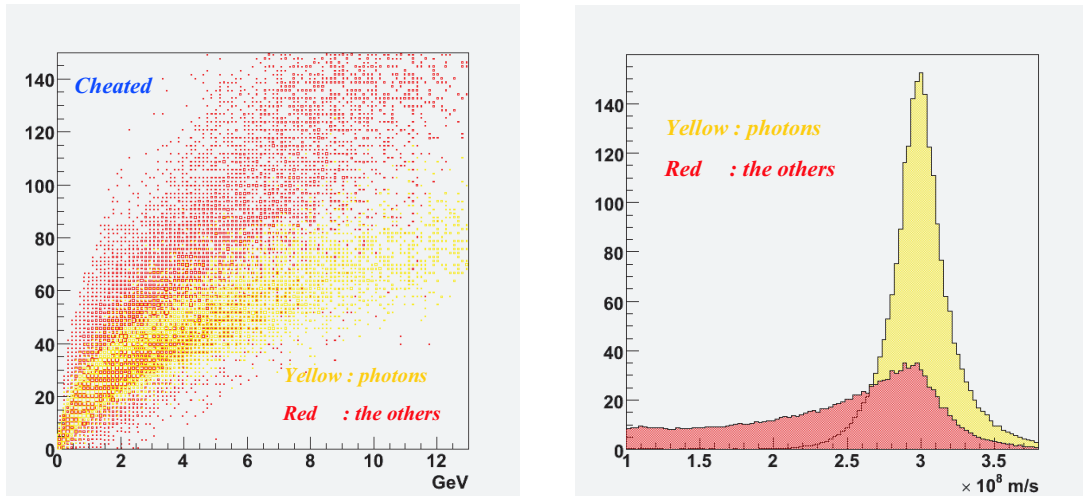 140
120
100
80
60
40
20
0
Cheated
Yellow : photons
Red : the others
0 2 4 6 8 10 12
GeV
140
120
100
80
60
40
20
0
Yellow : photons
Red : the others
1 2 2.5 3 3.5
× 10⁸ m/s